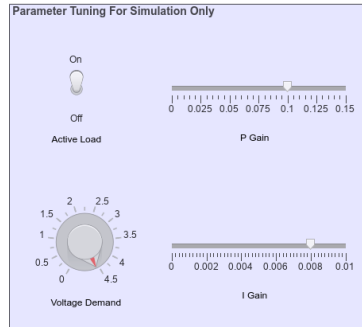 Parameter Tuning For Simulation Only
On
Off
Active Load
0 0.025 0.05 0.075 0.1 0.125 0.15
P Gain
0 0.5 1 1.5 2 2.5 3 3.5 4 4.5
Voltage Demand
0 0.002 0.004 0.006 0.008 0.01
I Gain